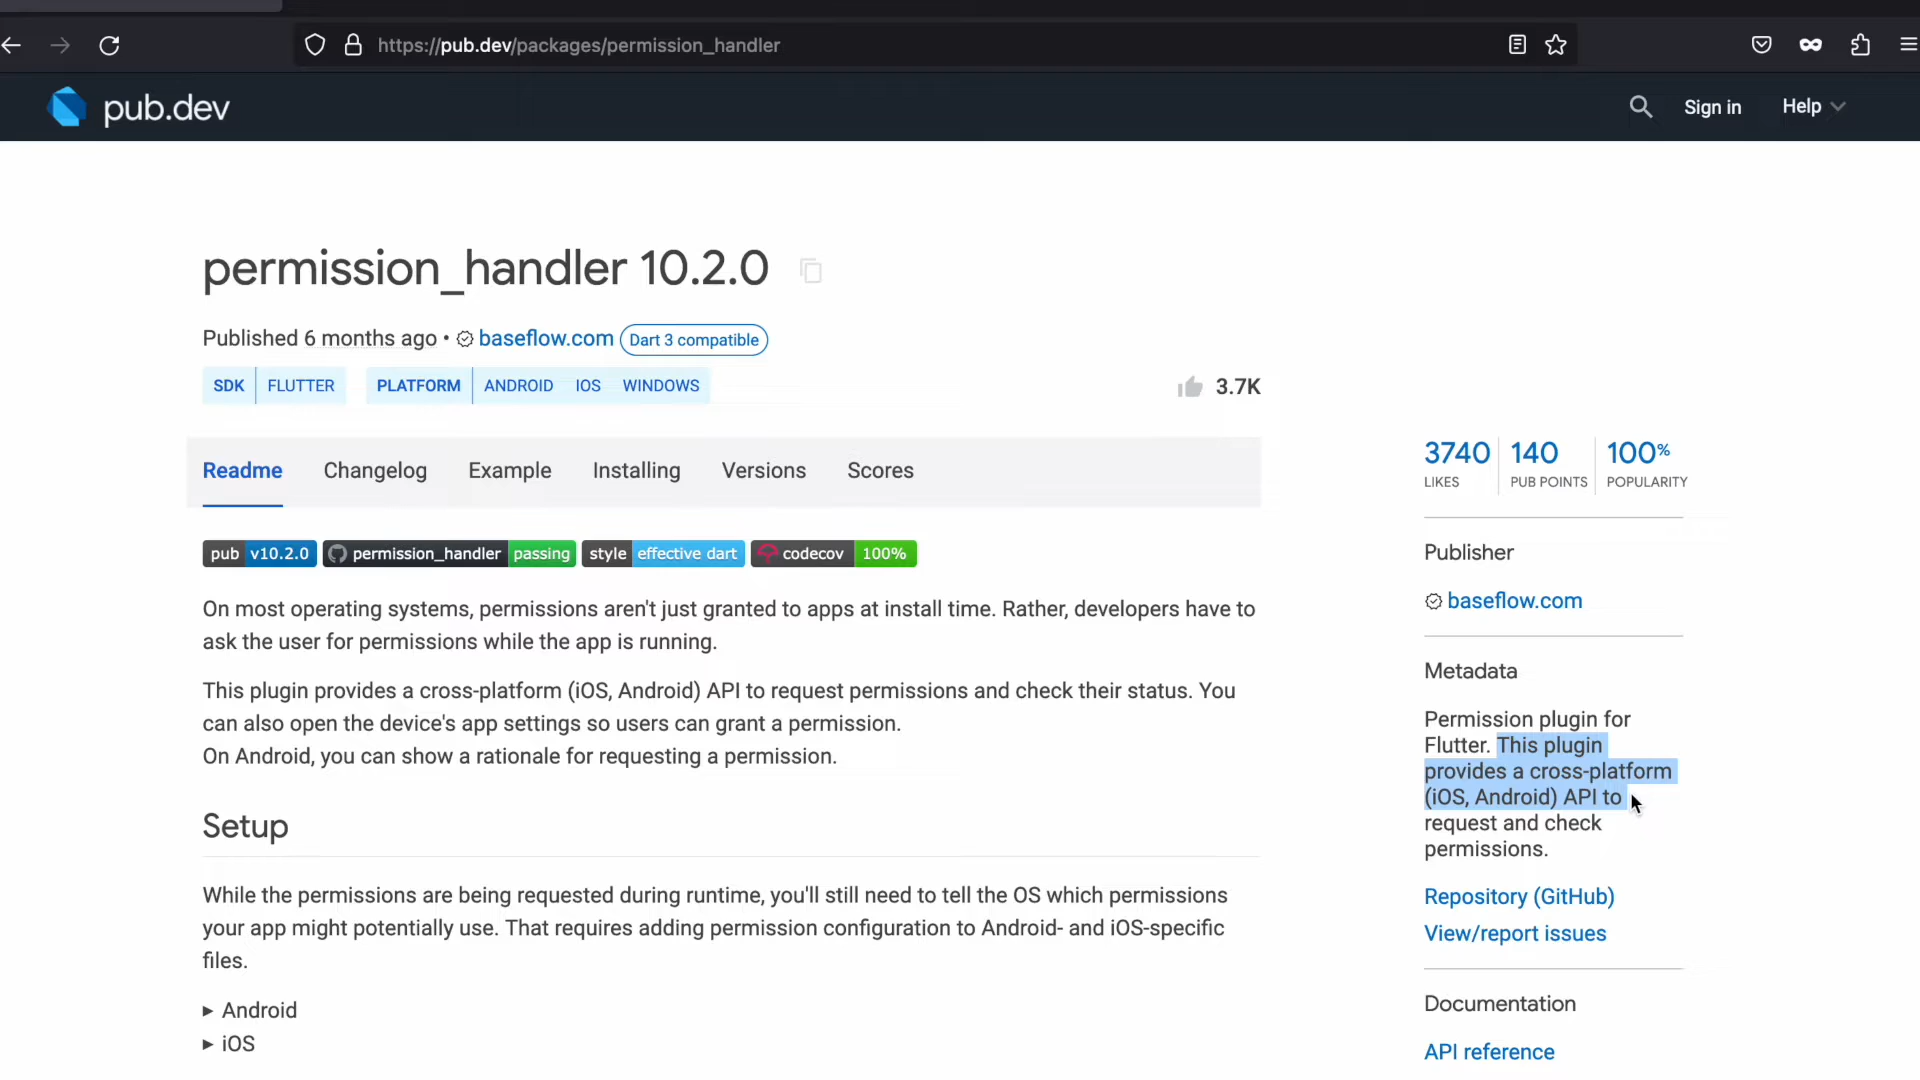 https://pub.dev/packages/permission_handler
pub.dev
Sign in
Help
permission_handler 10.2.0
Published 6 months ago • baseflow.com Dart 3 compatible
SDK FLUTTER PLATFORM ANDROID IOS WINDOWS
3.7K
Readme Changelog Example Installing Versions Scores
pub v10.2.0 permission_handler passing style effective dart codecov 100%
On most operating systems, permissions aren't just granted to apps at install time. Rather, developers have to
ask the user for permissions while the app is running.
This plugin provides a cross-platform (iOS, Android) API to request permissions and check their status. You
can also open the device's app settings so users can grant a permission.
On Android, you can show a rationale for requesting a permission.
Setup
While the permissions are being requested during runtime, you'll still need to tell the OS which permissions
your app might potentially use. That requires adding permission configuration to Android- and iOS-specific
files.
Android
iOS
3740 140 100%
LIKES PUB POINTS POPULARITY
Publisher
baseflow.com
Metadata
Permission plugin for
Flutter. This plugin
provides a cross-platform
(iOS, Android) API to
request and check
permissions.
Repository (GitHub)
View/report issues
Documentation
API reference